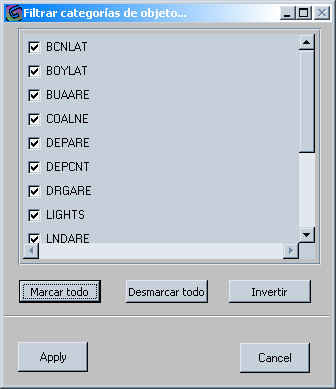 Filtrar categorías de objeto...
BCNLAT
BOYLAT
BUAARE
COALNE
DEPARE
DEPCNT
DRGARE
LIGHTS
LNDARE
Marcar todo Desmarcar todo Invertir
Apply Cancel